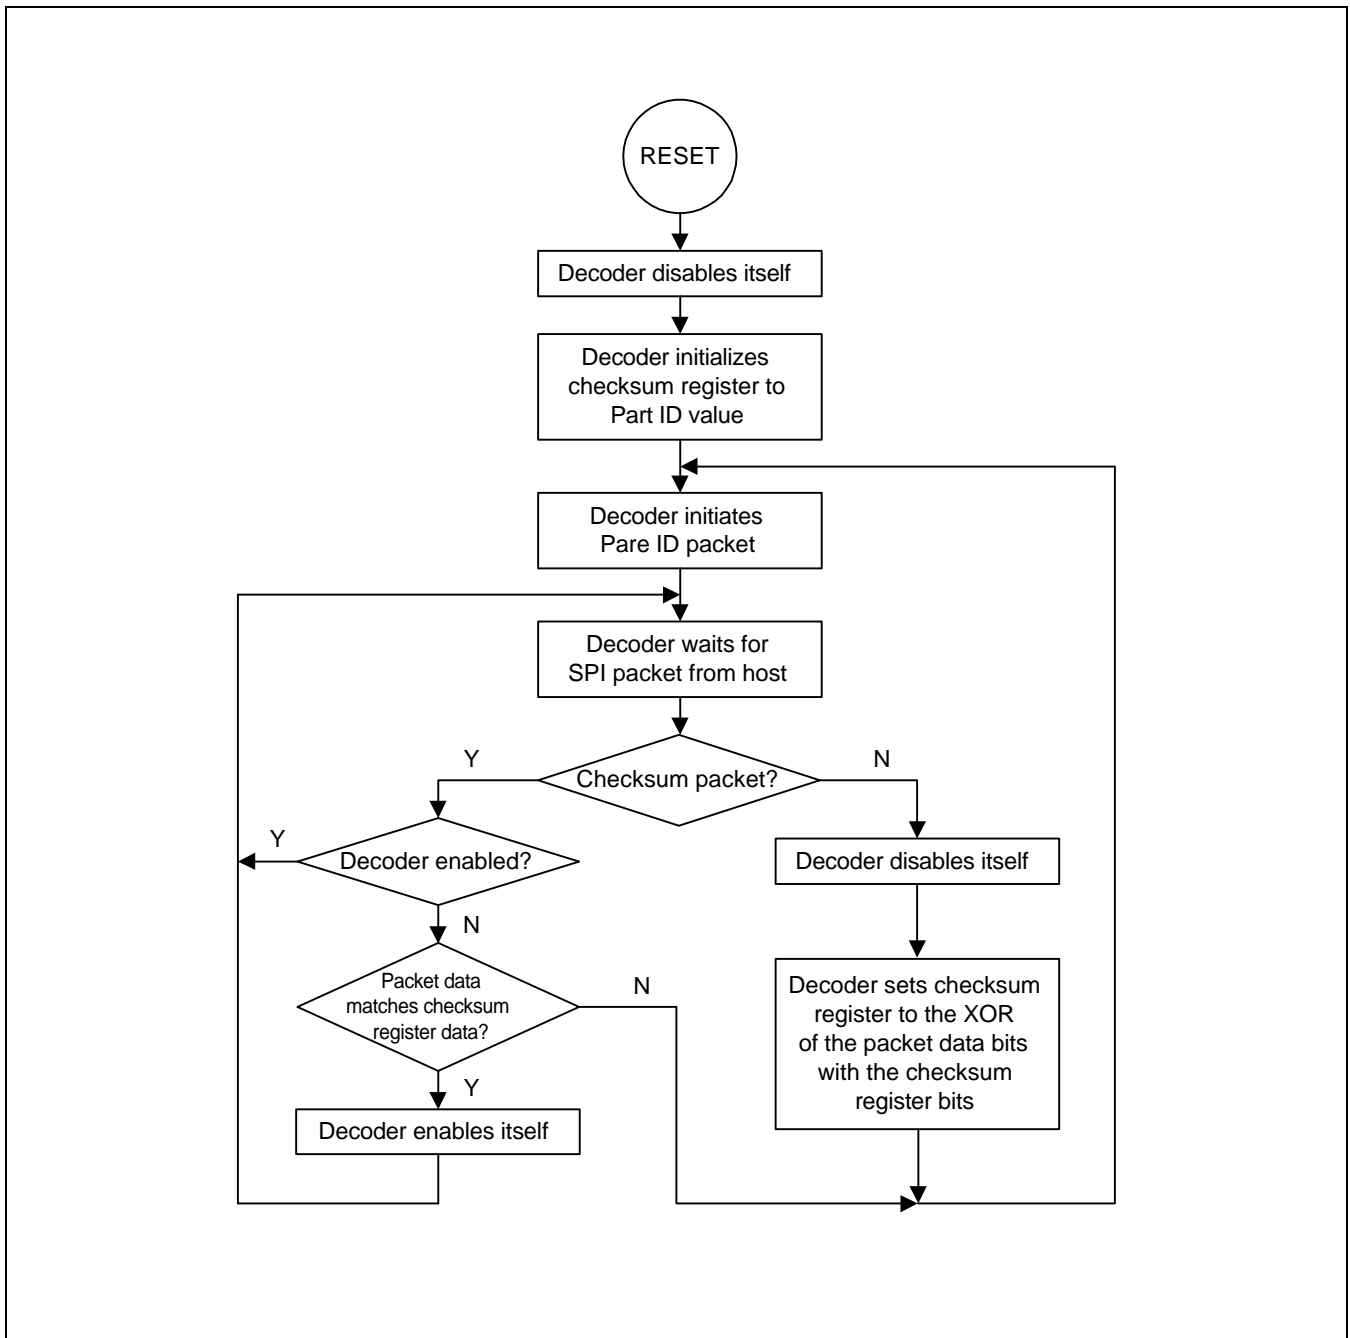 RESET
Decoder disables itself
Decoder initializes
checksum register to
Part ID value
Decoder initiates
Pare ID packet
Decoder waits for
SPI packet from host
Checksum packet?
Y
N
Decoder enabled?
Y
N
Decoder disables itself
Packet data
matches checksum
register data?
N
Y
Decoder sets checksum
register to the XOR
of the packet data bits
with the checksum
register bits
Decoder enables itself